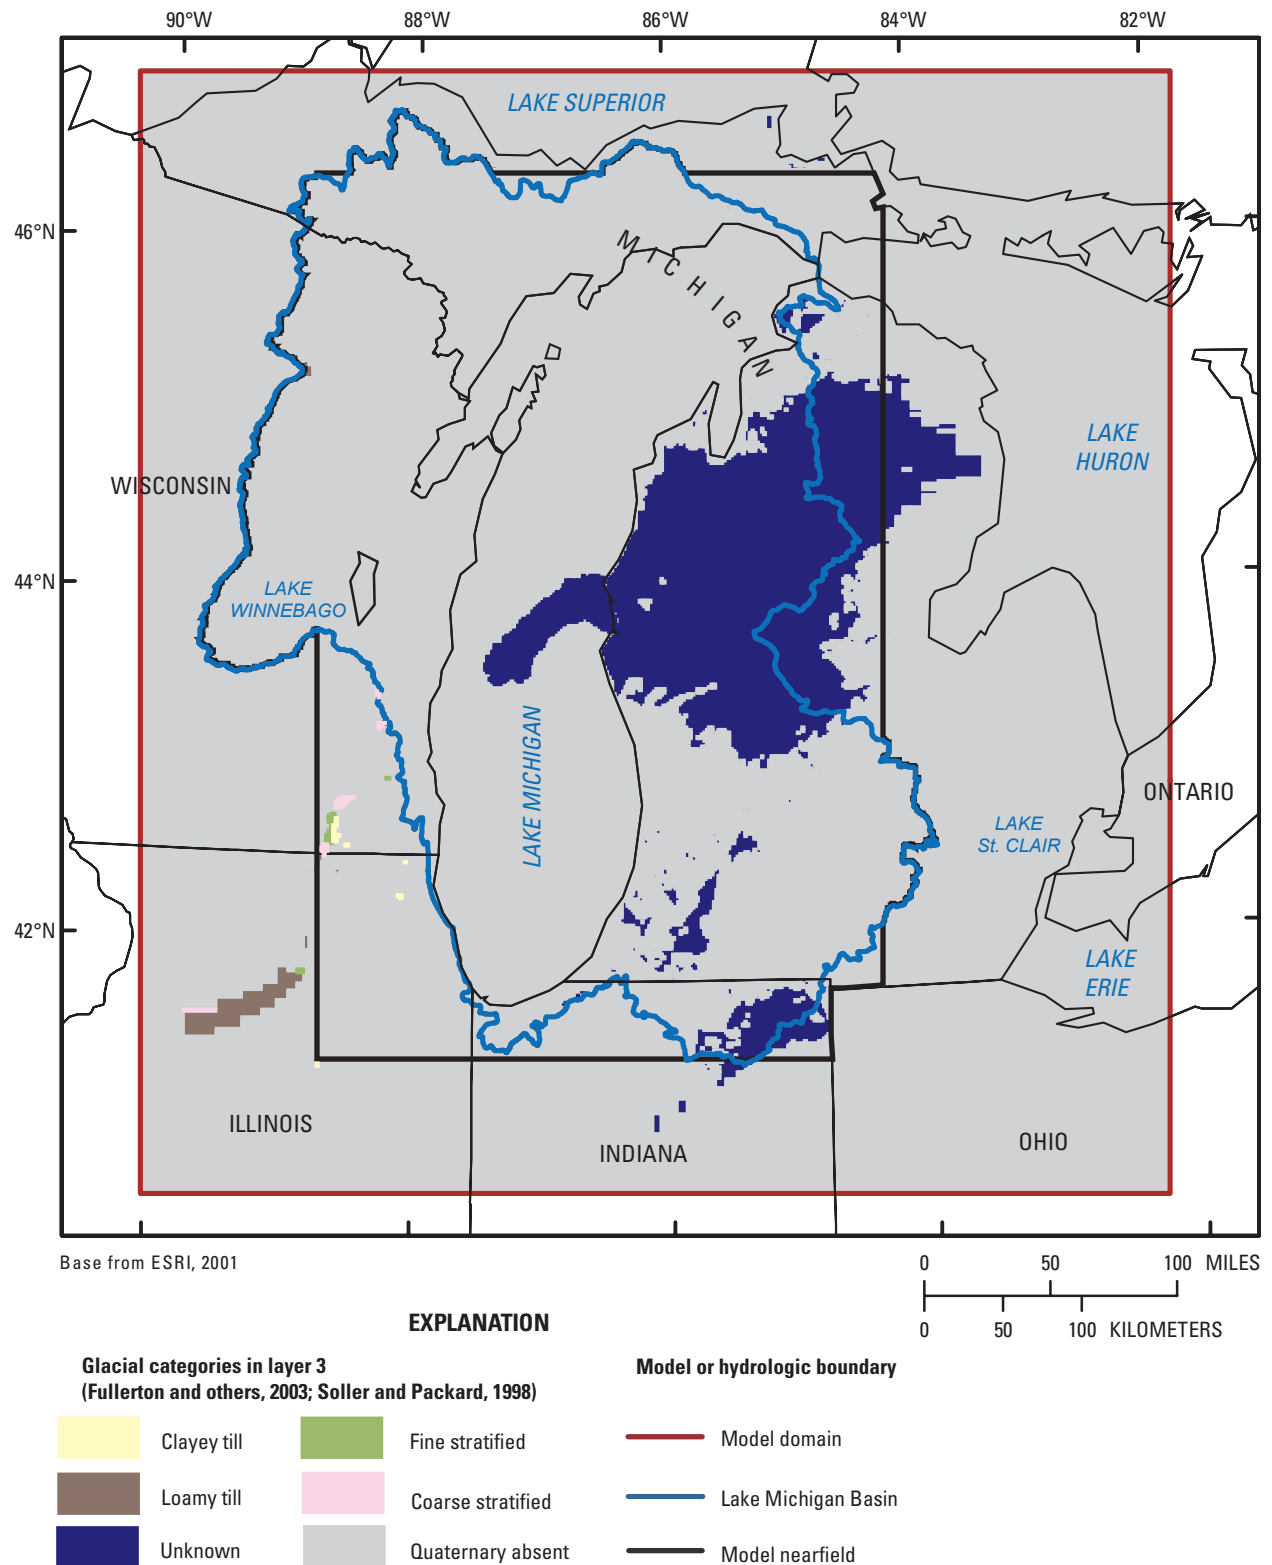 90°W 88°W 86°W 84°W 82°W
LAKE SUPERIOR
46°N
MICHIGAN
LAKE
HURON
WISCONSIN
44°N
LAKE
WINNEBAGO
LAKE MICHIGAN
ONTARIO
LAKE
St. CLAIR
42°N
LAKE
ERIE
ILLINOIS
INDIANA
OHIO
Base from ESRI, 2001
0 50 100 MILES
0 50 100 KILOMETERS
EXPLANATION
Glacial categories in layer 3
(Fullerton and others, 2003; Soller and Packard, 1998)
Clayey till
Loamy till
Unknown
Fine stratified
Coarse stratified
Quaternary absent
Model or hydrologic boundary
Model domain
Lake Michigan Basin
Model nearfield